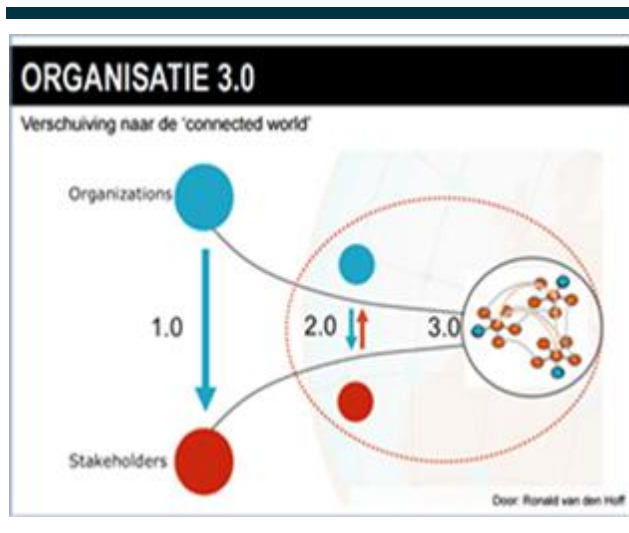 ORGANISATIE 3.0
Verschuiving naar de 'connected world'
Organizations
1.0
2.0
3.0
Stakeholders
Door: Ronald van den Hoff